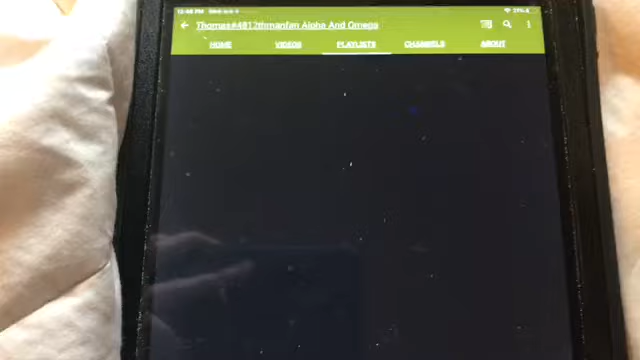 Thomas#4812thmanfan Alpha And Omega
HOME VIDEOS PLAYLISTS CHANNELS ABOUT